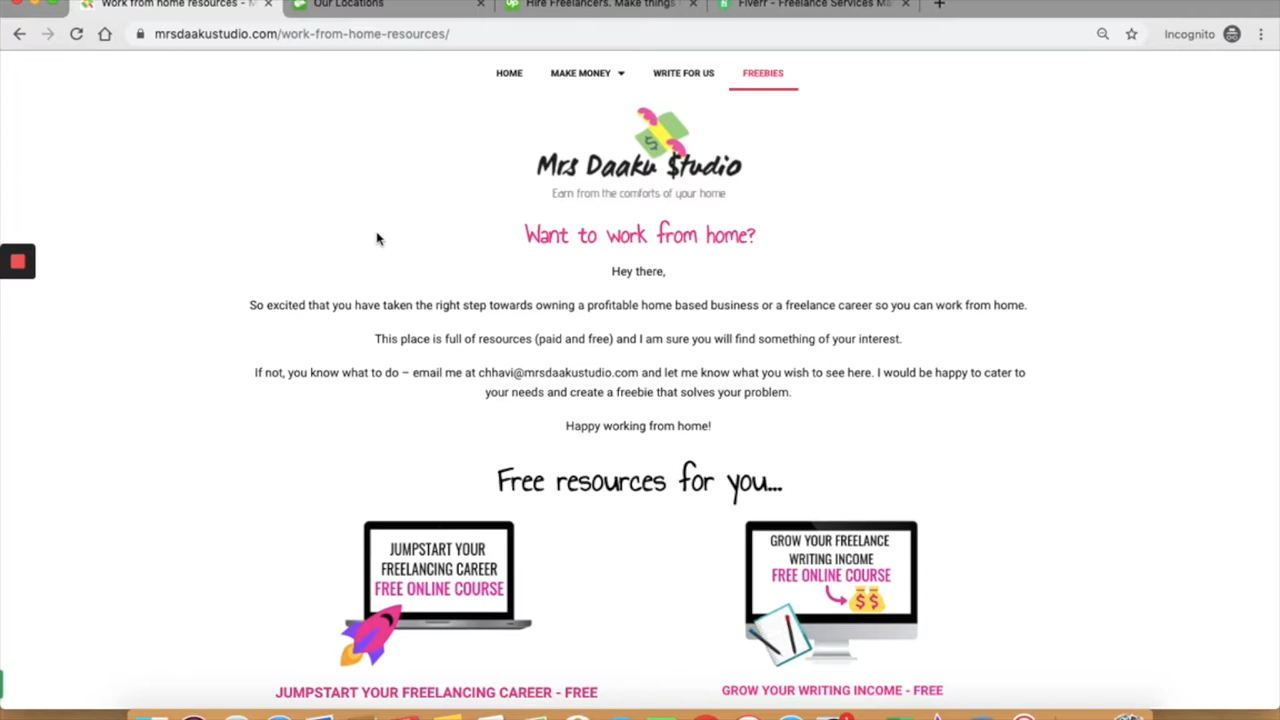 Work from home resources - M
Our Locations
Hire Freelancers. Make things
Fiverr - Freelance Services Ma
mrsdaakustudio.com/work-from-home-resources/
Incognito
HOME
MAKE MONEY
WRITE FOR US
FREEBIES
Mrs Daaku $tudio
Earn from the comforts of your home
Want to work from home?
Hey there,
So excited that you have taken the right step towards owning a profitable home based business or a freelance career so you can work from home.
This place is full of resources (paid and free) and I am sure you will find something of your interest.
If not, you know what to do – email me at chhavi@mrsdaakustudio.com and let me know what you wish to see here. I would be happy to cater to
your needs and create a freebie that solves your problem.
Happy working from home!
Free resources for you...
JUMPSTART YOUR
FREELANCING CAREER
FREE ONLINE COURSE
GROW YOUR FREELANCE
WRITING INCOME
FREE ONLINE COURSE
JUMPSTART YOUR FREELANCING CAREER - FREE
GROW YOUR WRITING INCOME - FREE